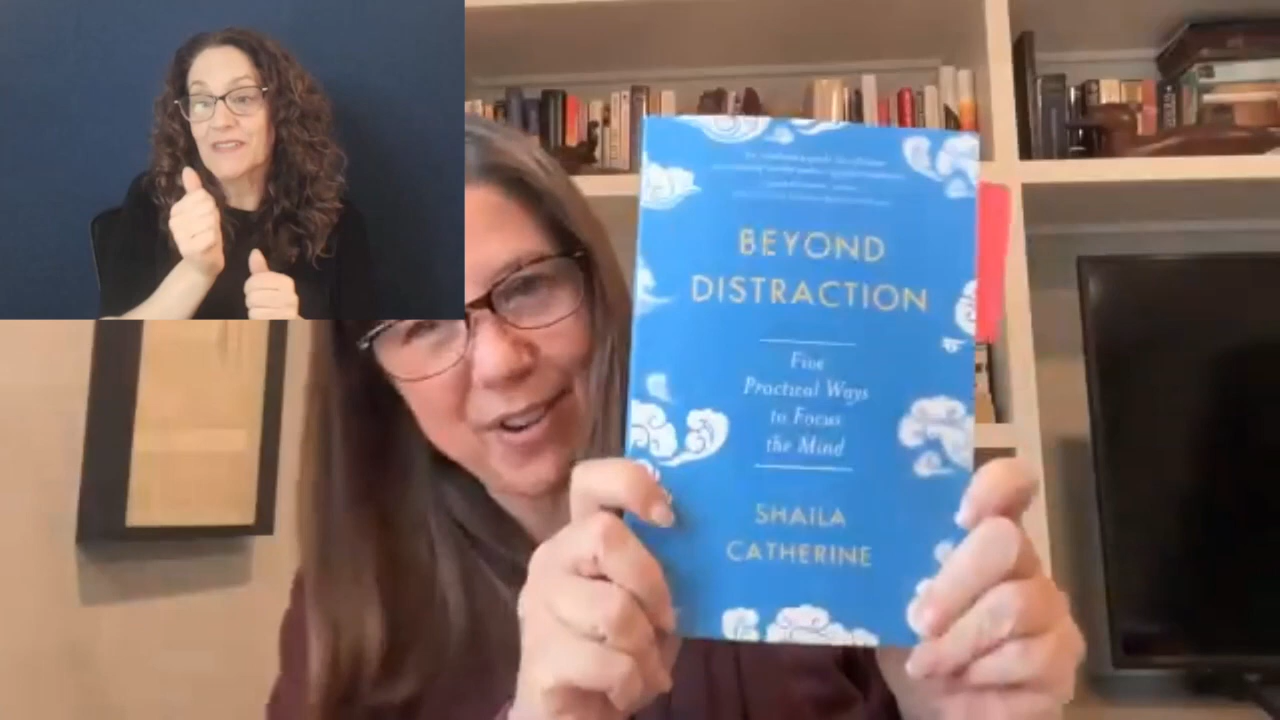 BEYOND
DISTRACTION
Five
Practical Ways
to Focus
the Mind
SHAILA
CATHERINE